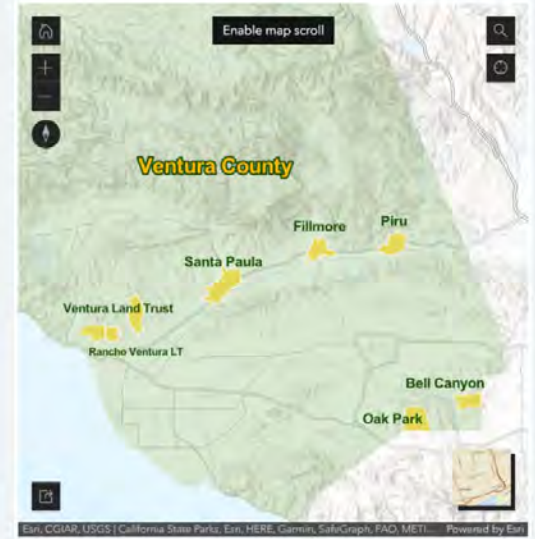 Enable map scroll
Ventura County
Fillmore
Piru
Santa Paula
Ventura Land Trust
Rancho Ventura LT
Bell Canyon
Oak Park
Esri, CGIAR, USGS | California State Parks, Esri, HERE, Garmin, SafeGraph, FAO, METI... Powered by Esri